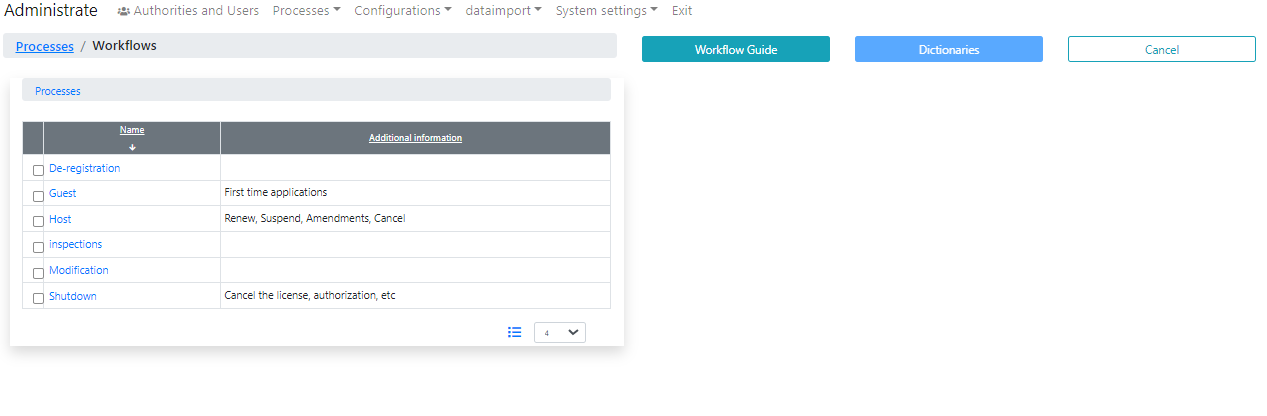 Administrate Authorities and Users Processes Configurations dataimport System settings Exit
Processes / Workflows
Workflow Guide
Dictionaries
Cancel
Processes
Name Additional information
De-registration
Guest First time applications
Host Renew, Suspend, Amendments, Cancel
inspections
Modification
Shutdown Cancel the license, authorization, etc
4